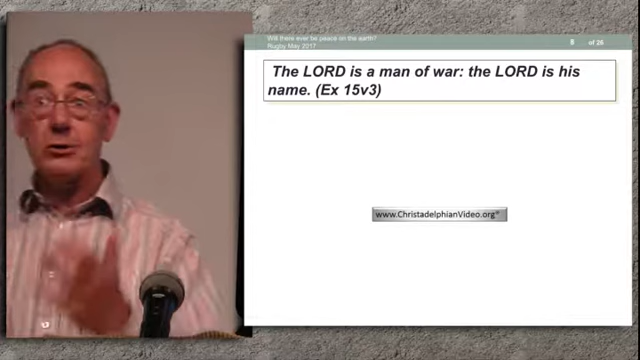 Will there ever be peace on the earth?
Rugby May 2017
8 of 26
The LORD is a man of war: the LORD is his
name. (Ex 15v3)
www.ChristadelphianVideo.org®